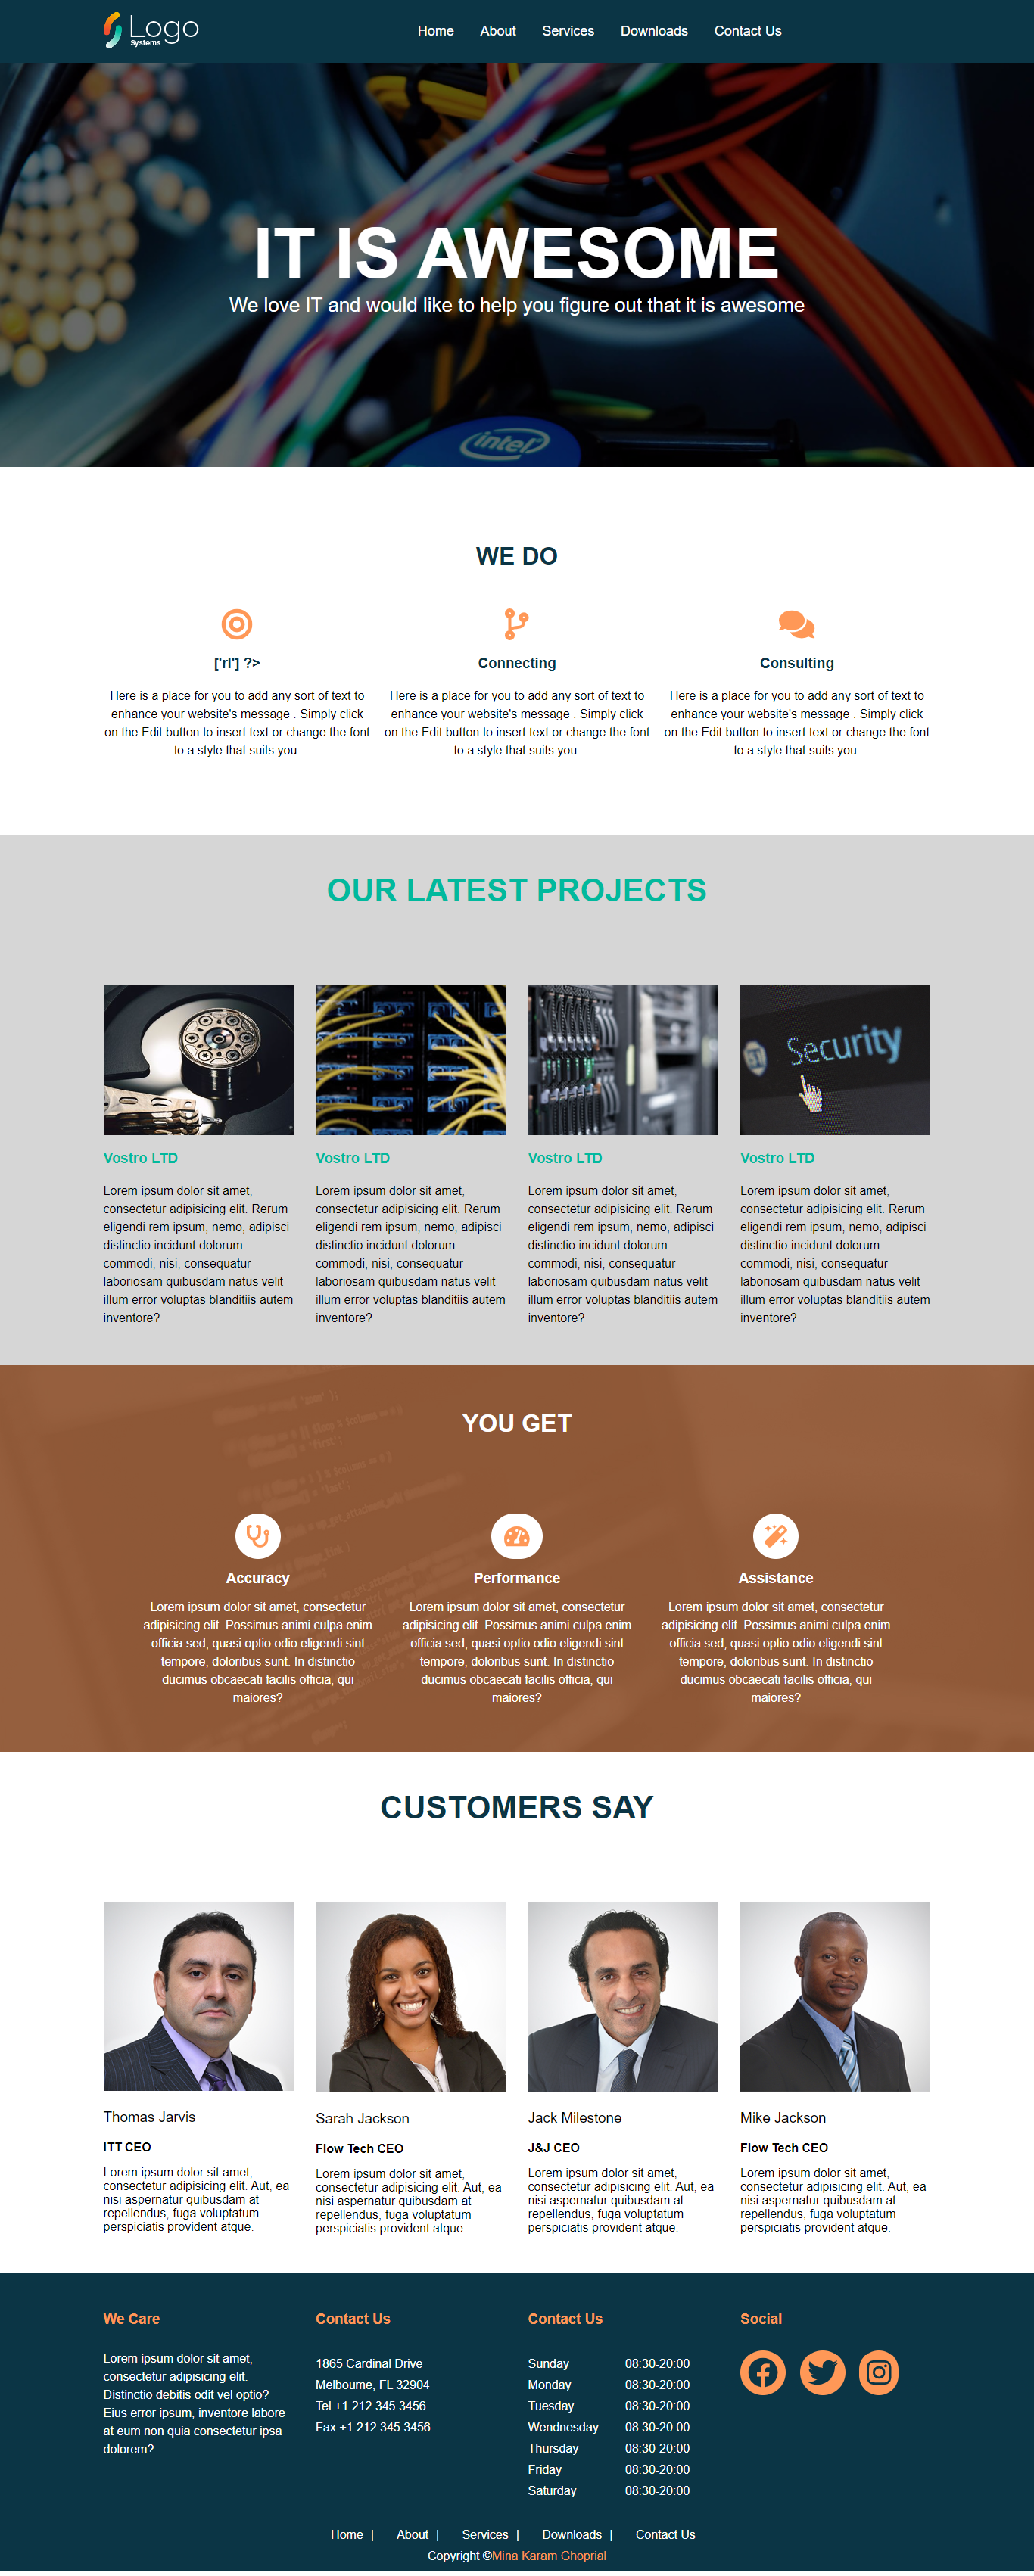 Logo
Systems
Home About Services Downloads Contact Us
IT IS AWESOME
We love IT and would like to help you figure out that it is awesome
intel
WE DO
['rl'] ?>
Here is a place for you to add any sort of text to
enhance your website's message . Simply click
on the Edit button to insert text or change the font
to a style that suits you.
Connecting
Here is a place for you to add any sort of text to
enhance your website's message . Simply click
on the Edit button to insert text or change the font
to a style that suits you.
Consulting
Here is a place for you to add any sort of text to
enhance your website's message . Simply click
on the Edit button to insert text or change the font
to a style that suits you.
OUR LATEST PROJECTS
Vostro LTD
Lorem ipsum dolor sit amet,
consectetur adipisicing elit. Rerum
eligendi rem ipsum, nemo, adipisci
distinctio incidunt dolorum
commodi, nisi, consequatur
laboriosam quibusdam natus velit
illum error voluptas blanditiis autem
inventore?
Vostro LTD
Lorem ipsum dolor sit amet,
consectetur adipisicing elit. Rerum
eligendi rem ipsum, nemo, adipisci
distinctio incidunt dolorum
commodi, nisi, consequatur
laboriosam quibusdam natus velit
illum error voluptas blanditiis autem
inventore?
Vostro LTD
Lorem ipsum dolor sit amet,
consectetur adipisicing elit. Rerum
eligendi rem ipsum, nemo, adipisci
distinctio incidunt dolorum
commodi, nisi, consequatur
laboriosam quibusdam natus velit
illum error voluptas blanditiis autem
inventore?
Security
Vostro LTD
Lorem ipsum dolor sit amet,
consectetur adipisicing elit. Rerum
eligendi rem ipsum, nemo, adipisci
distinctio incidunt dolorum
commodi, nisi, consequatur
laboriosam quibusdam natus velit
illum error voluptas blanditiis autem
inventore?
YOU GET
Accuracy
Lorem ipsum dolor sit amet, consectetur
adipisicing elit. Possimus animi culpa enim
officia sed, quasi optio odio eligendi sint
tempore, doloribus sunt. In distinctio
ducimus obcaecati facilis officia, qui
maiores?
Performance
Lorem ipsum dolor sit amet, consectetur
adipisicing elit. Possimus animi culpa enim
officia sed, quasi optio odio eligendi sint
tempore, doloribus sunt. In distinctio
ducimus obcaecati facilis officia, qui
maiores?
Assistance
Lorem ipsum dolor sit amet, consectetur
adipisicing elit. Possimus animi culpa enim
officia sed, quasi optio odio eligendi sint
tempore, doloribus sunt. In distinctio
ducimus obcaecati facilis officia, qui
maiores?
CUSTOMERS SAY
Thomas Jarvis
ITT CEO
Lorem ipsum dolor sit amet,
consectetur adipisicing elit. Aut, ea
nisi aspernatur quibusdam at
repellendus, fuga voluptatum
perspiciatis provident atque.
Sarah Jackson
Flow Tech CEO
Lorem ipsum dolor sit amet,
consectetur adipisicing elit. Aut, ea
nisi aspernatur quibusdam at
repellendus, fuga voluptatum
perspiciatis provident atque.
Jack Milestone
J&J CEO
Lorem ipsum dolor sit amet,
consectetur adipisicing elit. Aut, ea
nisi aspernatur quibusdam at
repellendus, fuga voluptatum
perspiciatis provident atque.
Mike Jackson
Flow Tech CEO
Lorem ipsum dolor sit amet,
consectetur adipisicing elit. Aut, ea
nisi aspernatur quibusdam at
repellendus, fuga voluptatum
perspiciatis provident atque.
We Care
Lorem ipsum dolor sit amet,
consectetur adipisicing elit.
Distinctio debitis odit vel optio?
Eius error ipsum, inventore labore
at eum non quia consectetur ipsa
dolorem?
Contact Us
1865 Cardinal Drive
Melboume, FL 32904
Tel +1 212 345 3456
Fax +1 212 345 3456
Contact Us
Sunday 08:30-20:00
Monday 08:30-20:00
Tuesday 08:30-20:00
Wendnesday 08:30-20:00
Thursday 08:30-20:00
Friday 08:30-20:00
Saturday 08:30-20:00
Social
Home | About | Services | Downloads | Contact Us
Copyright ©Mina Karam Ghoprial